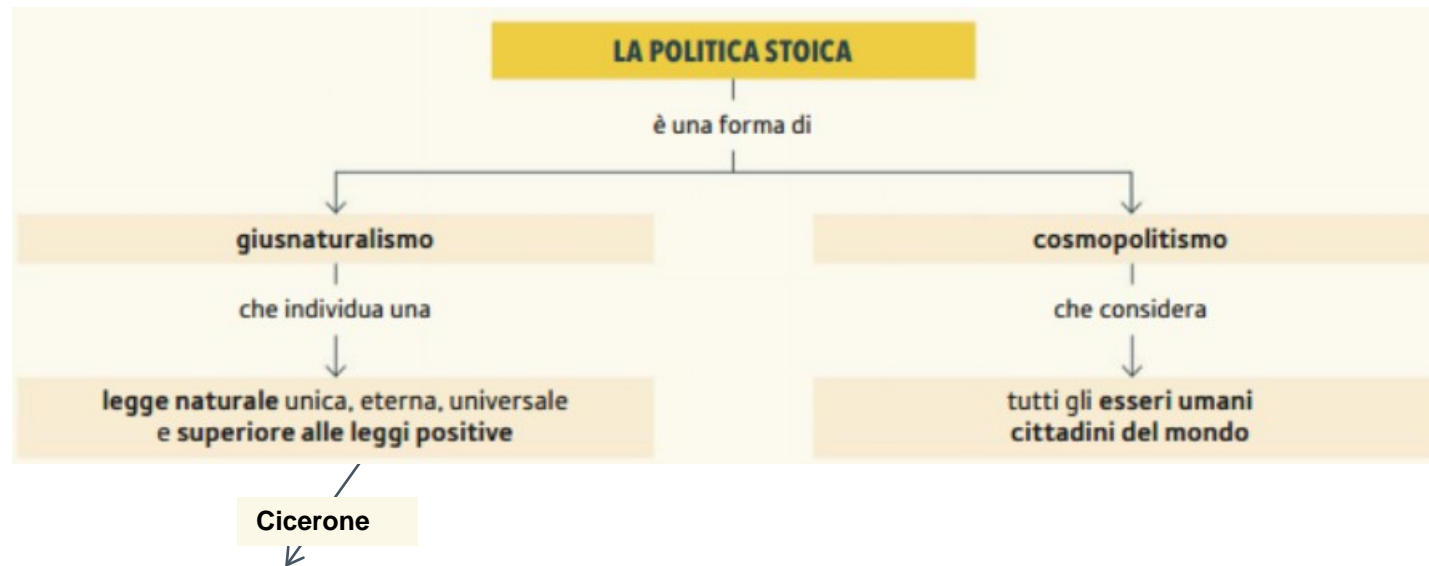 LA POLITICA STOICA
è una forma di
giusnaturalismo
che individua una
legge naturale unica, eterna, universale
e superiore alle leggi positive
cosmopolitismo
che considera
tutti gli esseri umani
cittadini del mondo
Cicerone